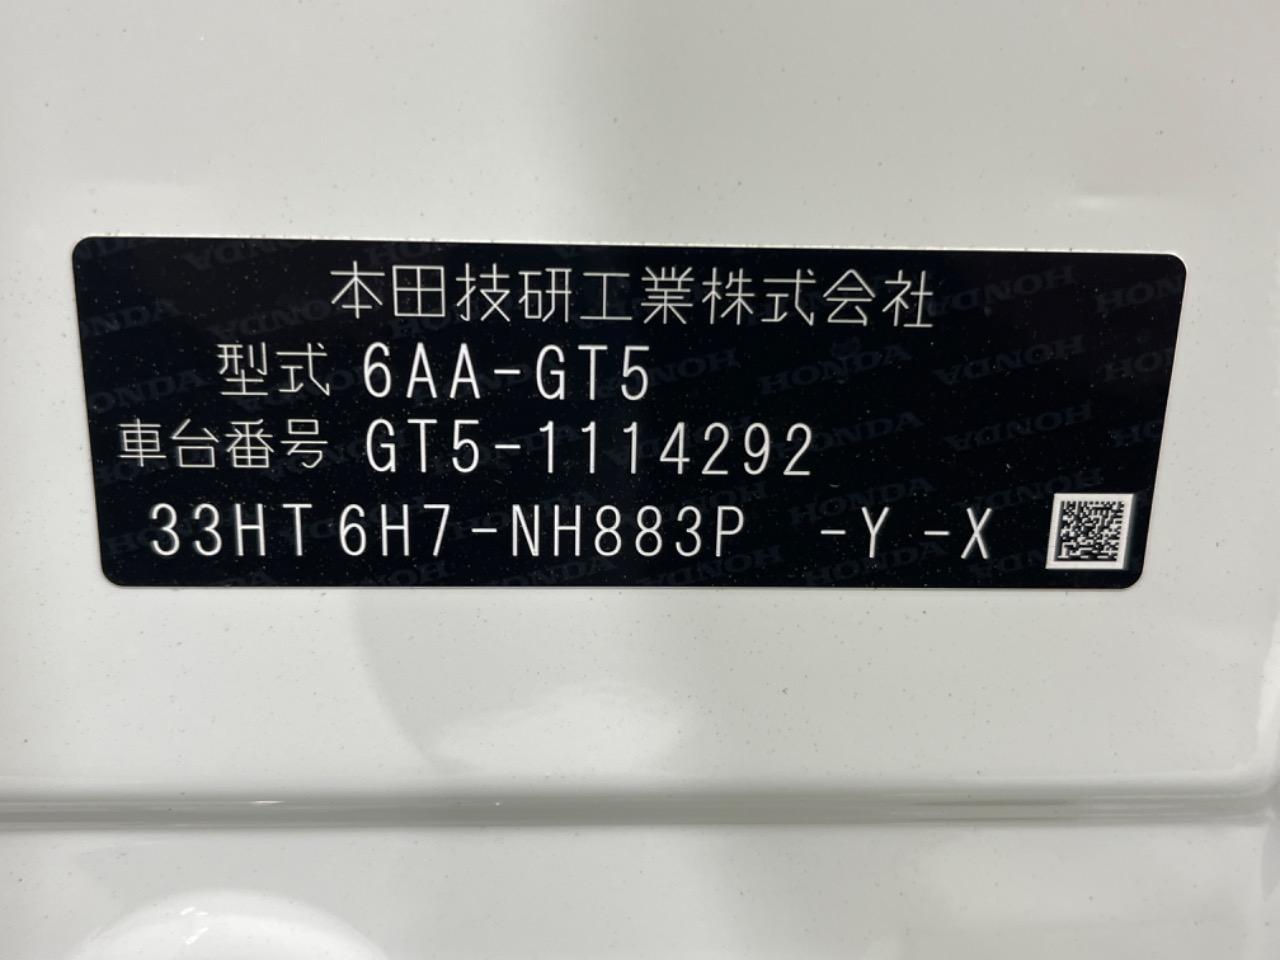 本田技研工業株式会社
型式 6AA-GT5
車台番号 GT5-1114292
33HT6H7-NH883P -Y -X